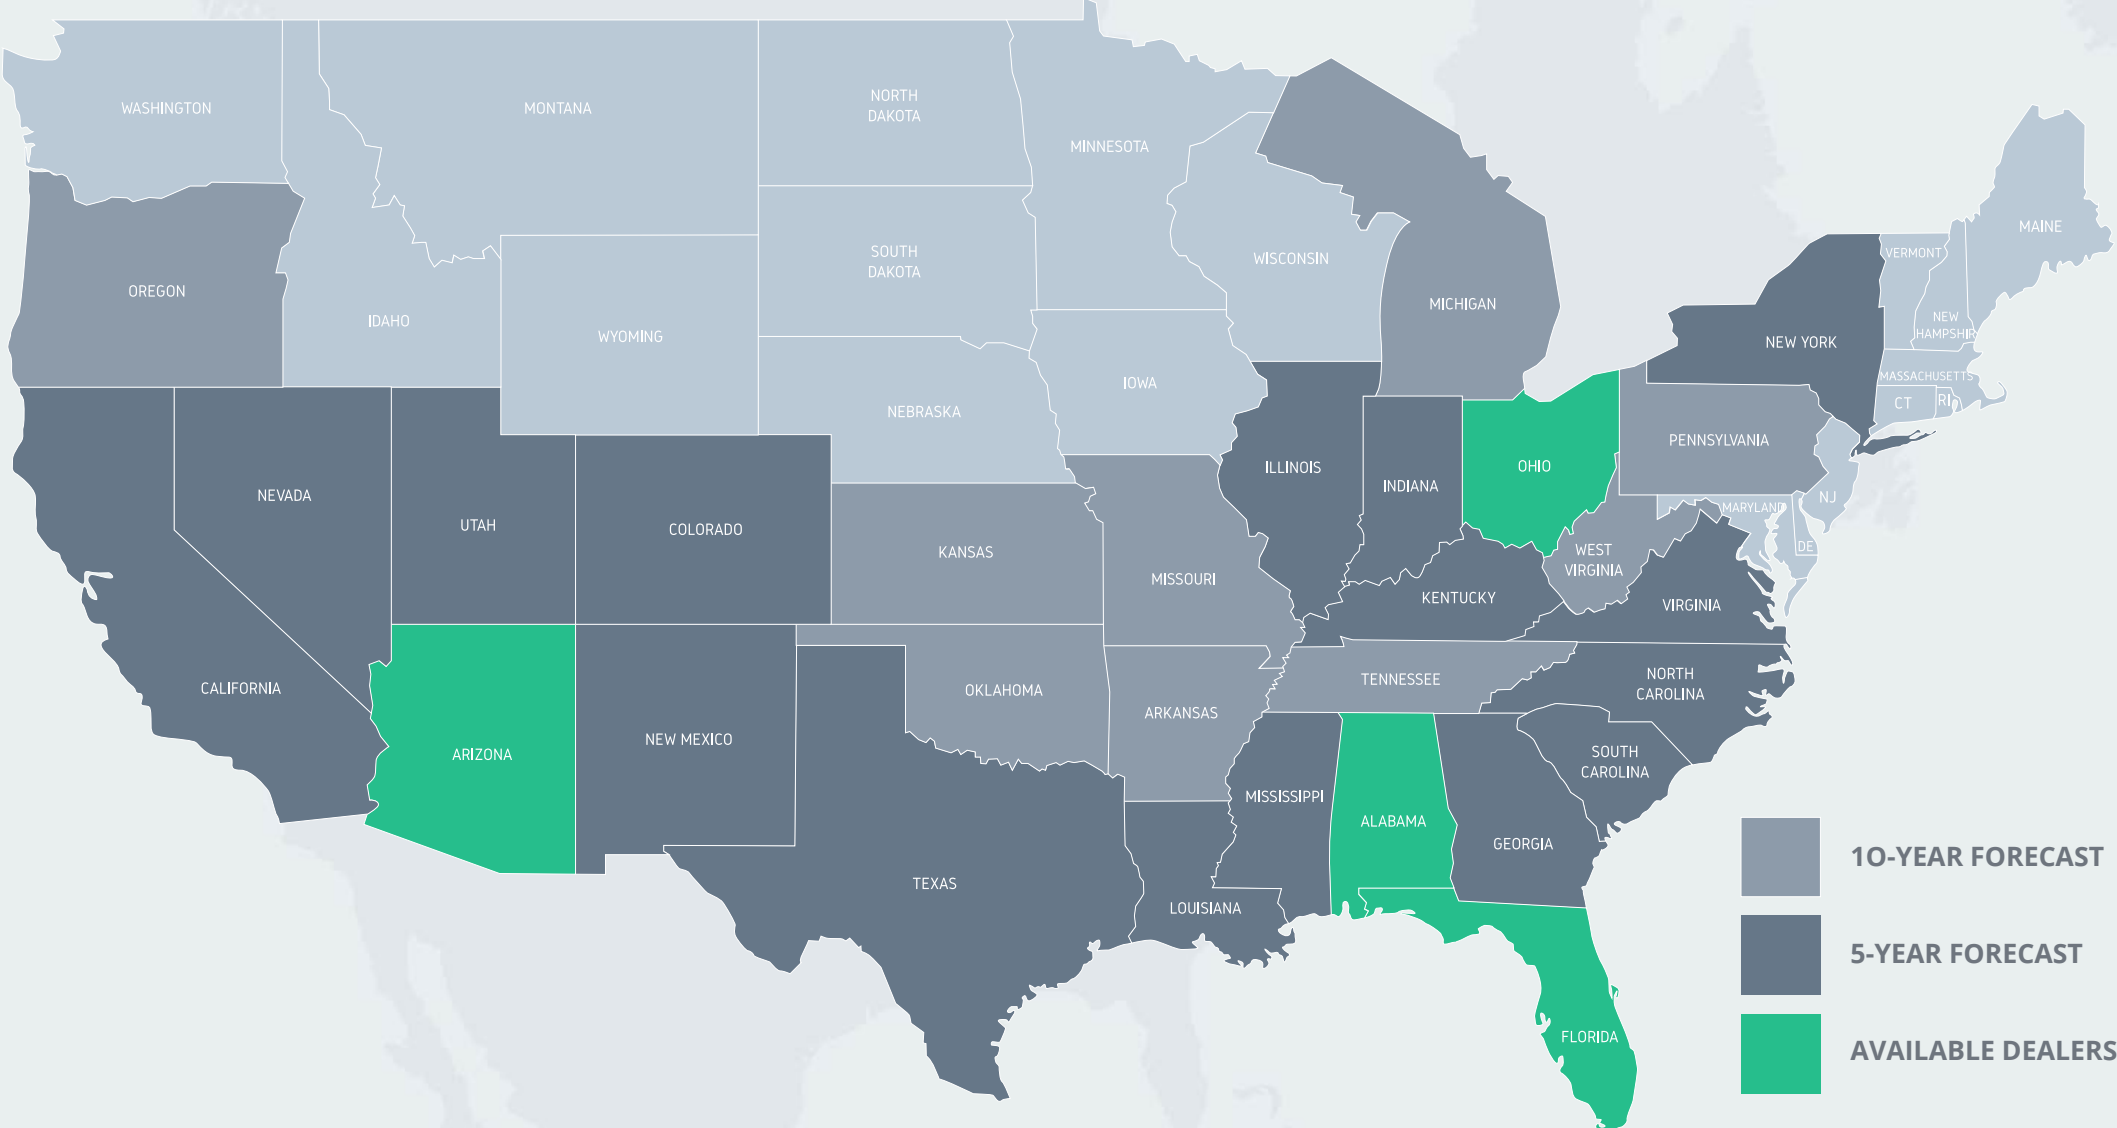 WASHINGTON
MONTANA
NORTH
DAKOTA
MINNESOTA
MAINE
OREGON
IDAHO
WYOMING
SOUTH
DAKOTA
WISCONSIN
MICHIGAN
VERMONT
NEW
HAMPSHIR
NEW YORK
MASSACHUSETTS
CT
RI
NEBRASKA
IOWA
PENNSYLVANIA
NJ
NEVADA
UTAH
COLORADO
KANSAS
MISSOURI
ILLINOIS
INDIANA
OHIO
MARYLAND
DE
WEST
VIRGINIA
KENTUCKY
VIRGINIA
CALIFORNIA
ARIZONA
NEW MEXICO
OKLAHOMA
ARKANSAS
TENNESSEE
NORTH
CAROLINA
SOUTH
CAROLINA
TEXAS
LOUISIANA
MISSISSIPPI
ALABAMA
GEORGIA
FLORIDA
10-YEAR FORECAST
5-YEAR FORECAST
AVAILABLE DEALERS